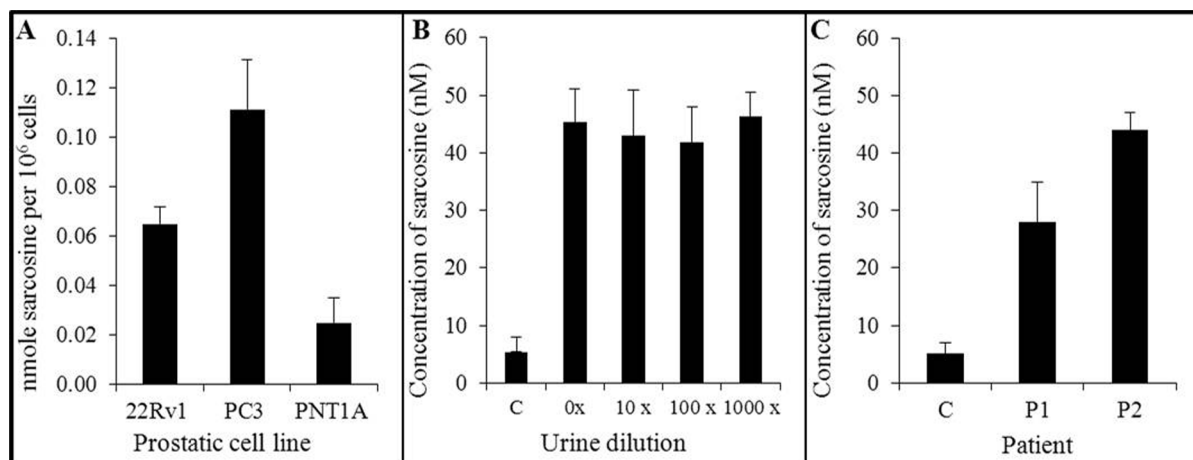 A
nmole sarcosine per 10⁶ cells
0.14
0.12
0.10
0.08
0.06
0.04
0.02
0.00
22Rv1 PC3 PNT1A
Prostatic cell line
B
Concentration of sarcosine (nM)
60
50
40
30
20
10
0
C 0x 10 x 100 x 1000 x
Urine dilution
C
Concentration of sarcosine (nM)
60
50
40
30
20
10
0
C P1 P2
Patient